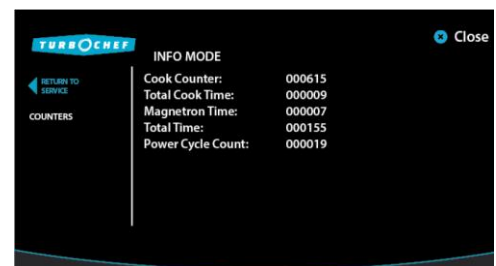 TURBOCHEF
Close
INFO MODE
RETURN TO
SERVICE
COUNTERS
Cook Counter: 000615
Total Cook Time: 000009
Magnetron Time: 000007
Total Time: 000155
Power Cycle Count: 000019